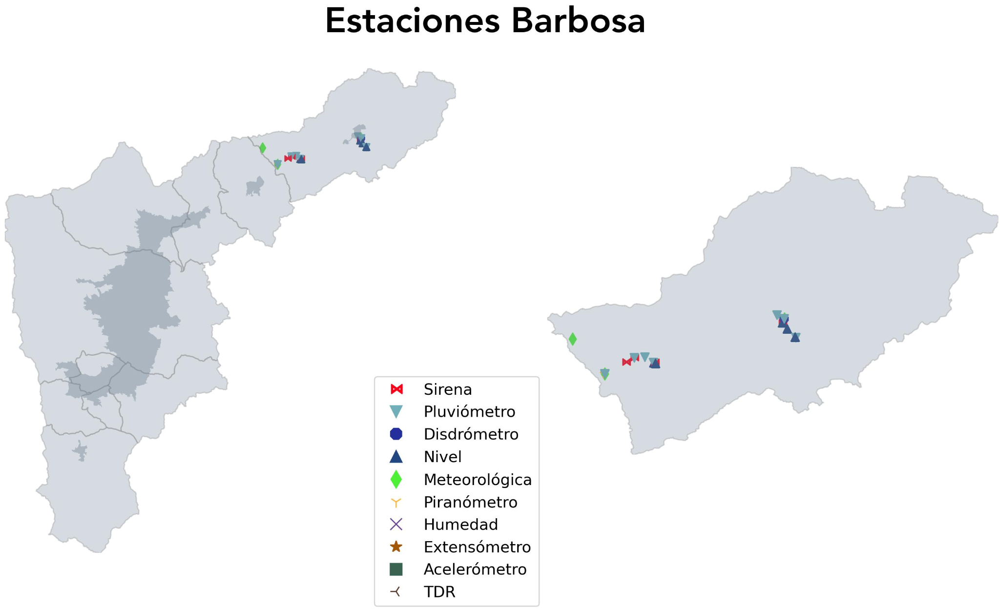 Estaciones Barbosa
Sirena
Pluviómetro
Disdrómetro
Nivel
Meteorológica
Piranómetro
Humedad
Extensómetro
Acelerómetro
TDR